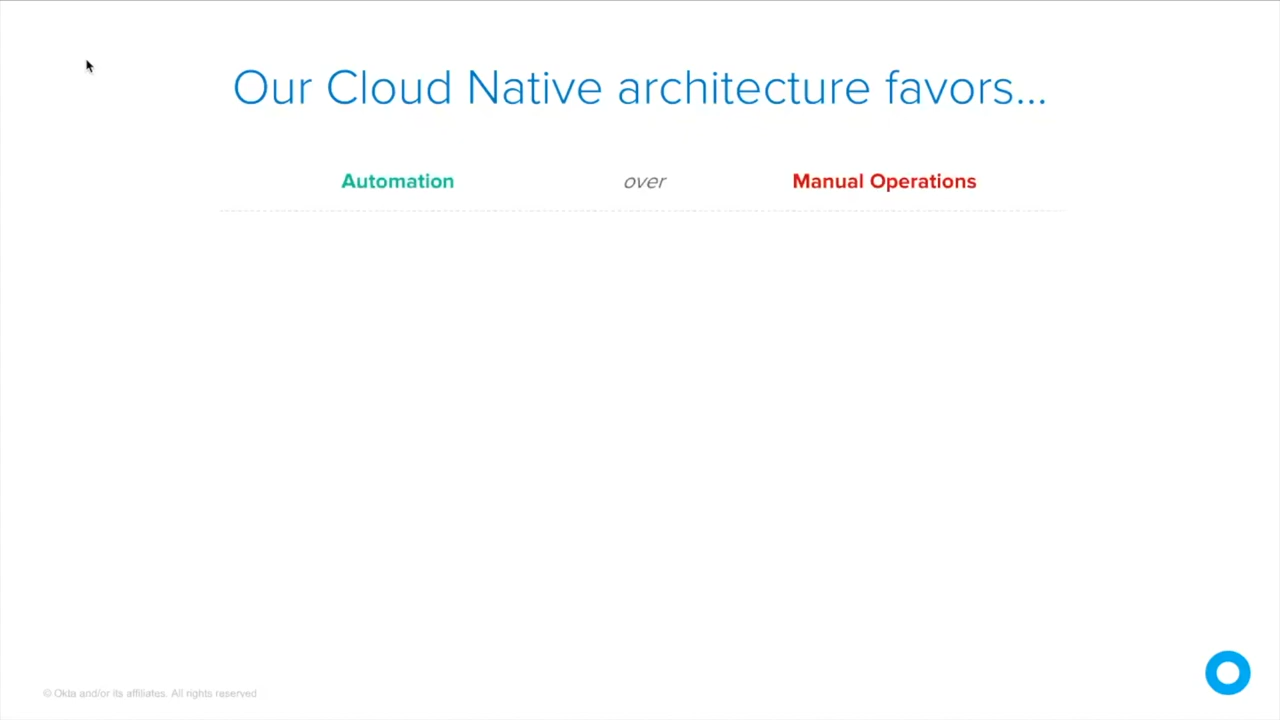 Our Cloud Native architecture favors...
Automation over Manual Operations
© Okta and/or its affiliates. All rights reserved